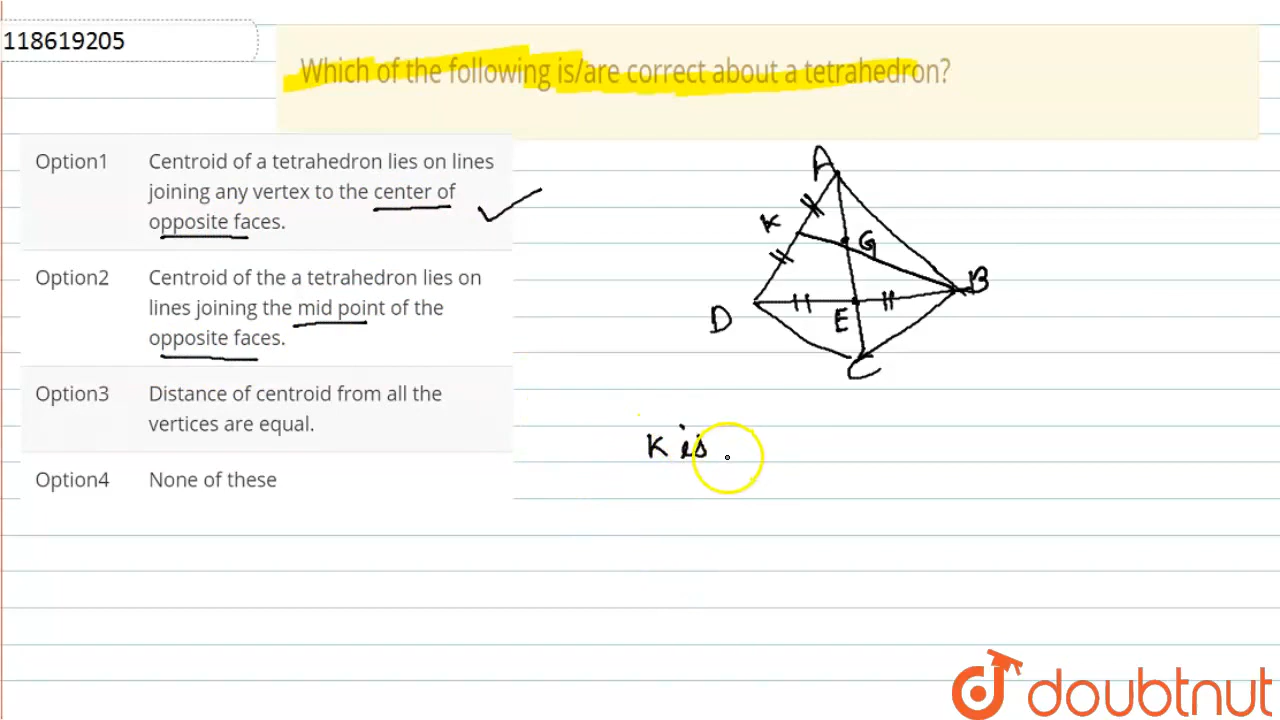 118619205
Which of the following is/are correct about a tetrahedron?
Option1 Centroid of a tetrahedron lies on lines
joining any vertex to the center of
opposite faces.
Option2 Centroid of the a tetrahedron lies on
lines joining the mid point of the
opposite faces.
Option3 Distance of centroid from all the
vertices are equal.
Option4 None of these
A
K
G
B
D
E
C
K is
doubtnut